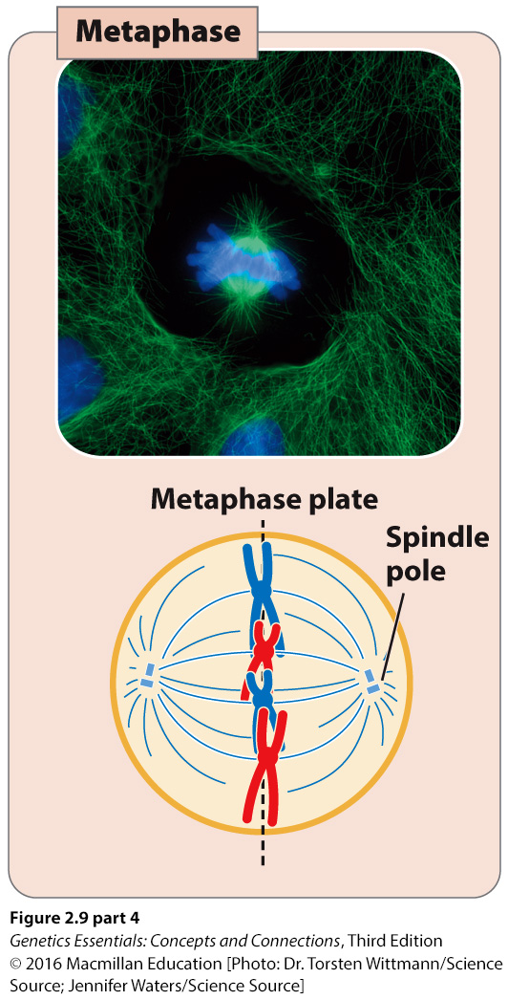 Metaphase
Metaphase plate
Spindle
pole
Figure 2.9 part 4
Genetics Essentials: Concepts and Connections, Third Edition
© 2016 Macmillan Education [Photo: Dr. Torsten Wittmann/Science
Source; Jennifer Waters/Science Source]